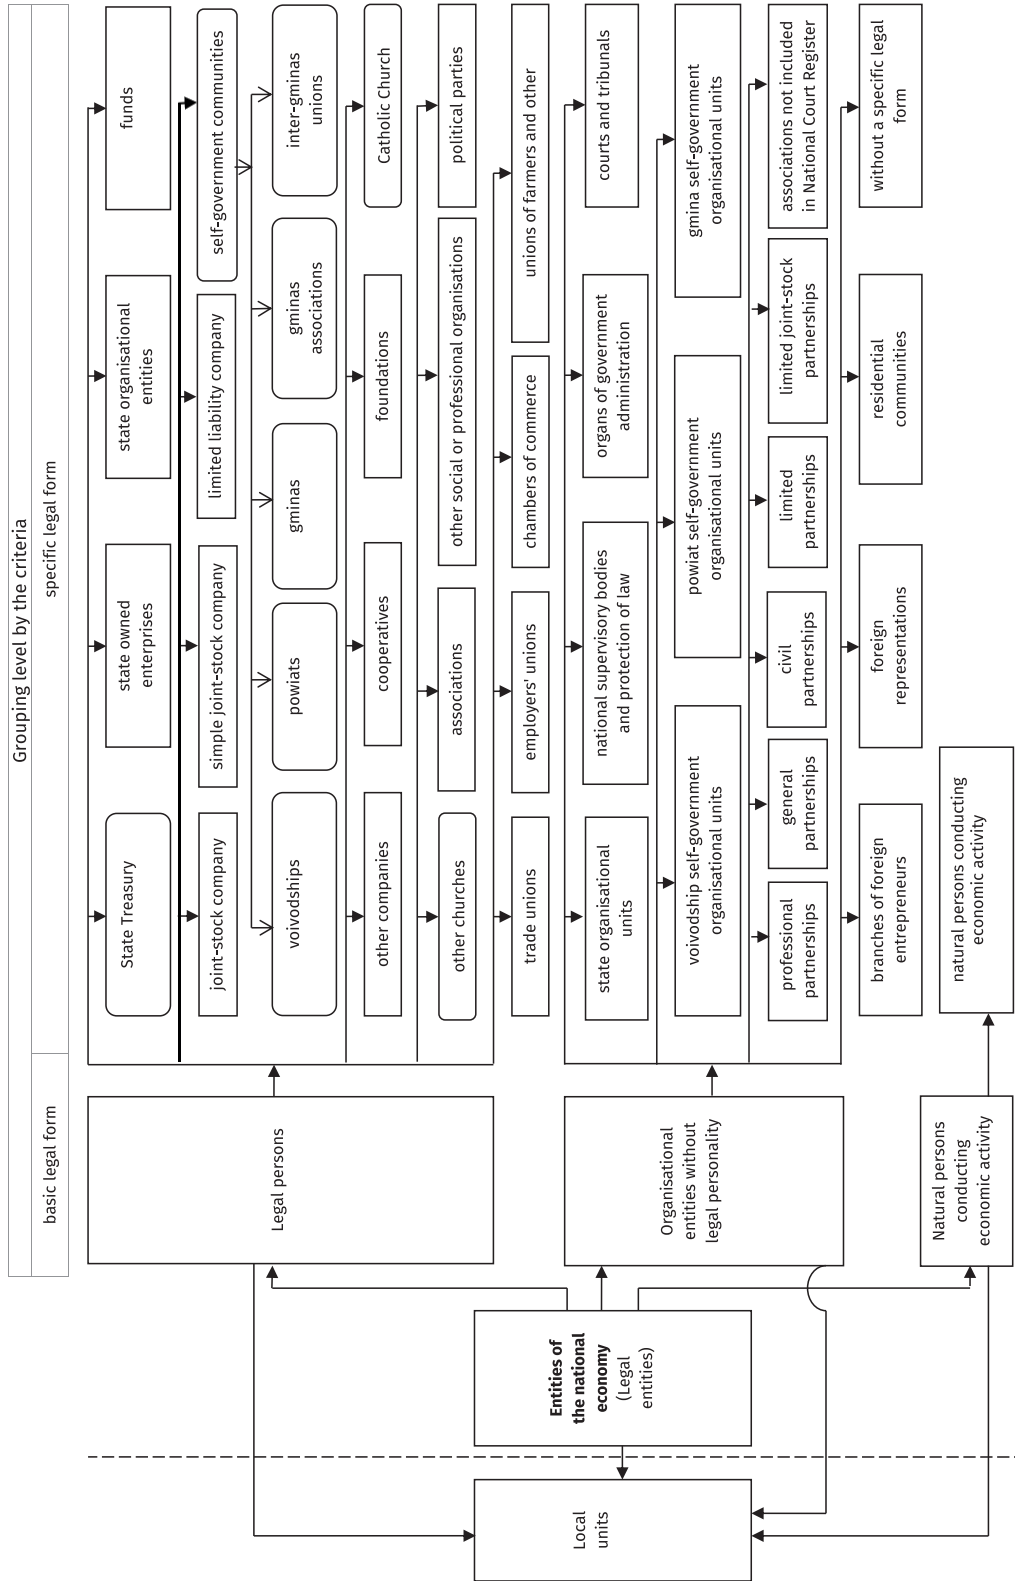 Grouping level by the criteria
basic legal form
specific legal form
Legal persons
State Treasury
state owned
enterprises
state organisational
entities
funds
joint-stock company
simple joint-stock company
limited liability company
self-government communities
voivodships
powiats
gminas
gminas
associations
inter-gminas
unions
other companies
cooperatives
foundations
Catholic Church
other churches
associations
other social or professional organisations
political parties
trade unions
employers' unions
chambers of commerce
unions of farmers and other
Local
units
Entities of
the national
economy
(Legal
entities)
Organisational
entities without
legal personality
state organisational
units
national supervisory bodies
and protection of law
organs of government
administration
courts and tribunals
voivodship self-government
organisational units
powiat self-government
organisational units
gmina self-government
organisational units
professional
partnerships
general
partnerships
civil
partnerships
limited
partnerships
limited joint-stock
partnerships
associations not included
in National Court Register
branches of foreign
entrepreneurs
foreign
representations
residential
communities
without a specific legal
form
Natural persons
conducting
economic activity
natural persons conducting
economic activity